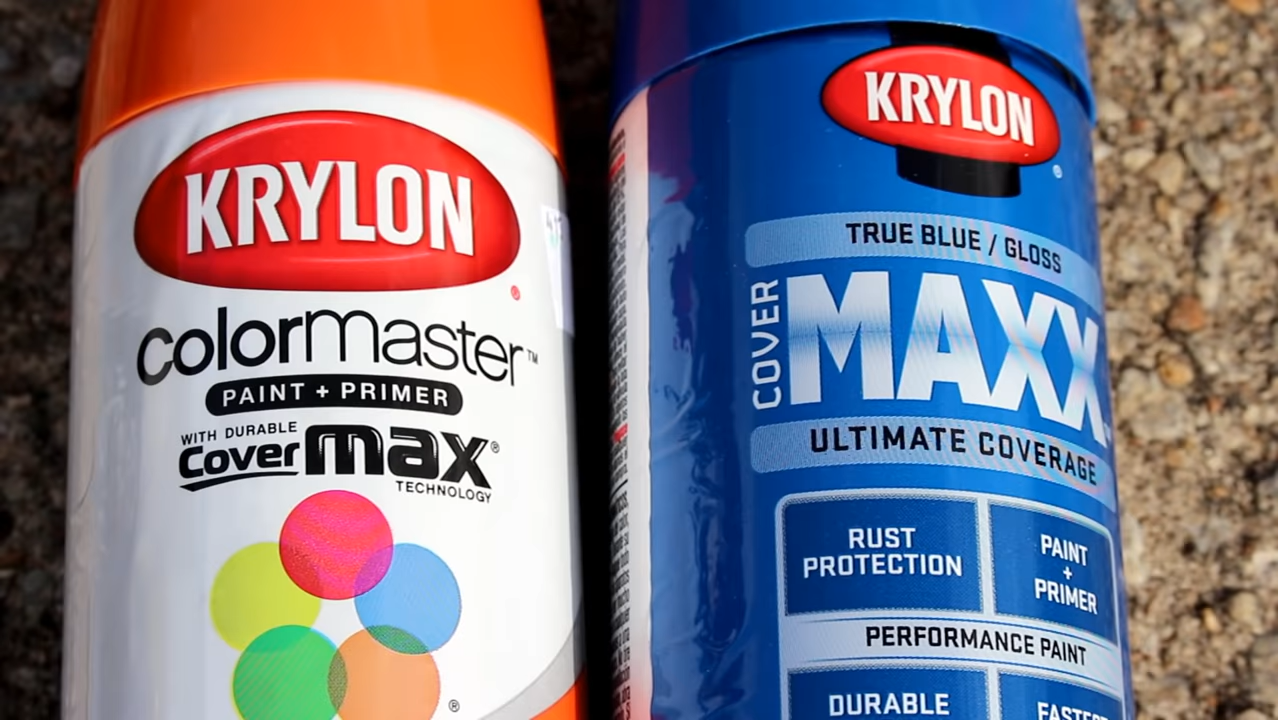 KRYLON
®
Colormaster™
PAINT + PRIMER
WITH DURABLE
Cover max®
TECHNOLOGY
®
KRYLON
®
TRUE BLUE / GLOSS
COVER
MAXX
ULTIMATE COVERAGE
RUST
PROTECTION
PAINT
+
PRIMER
PERFORMANCE PAINT
DURABLE